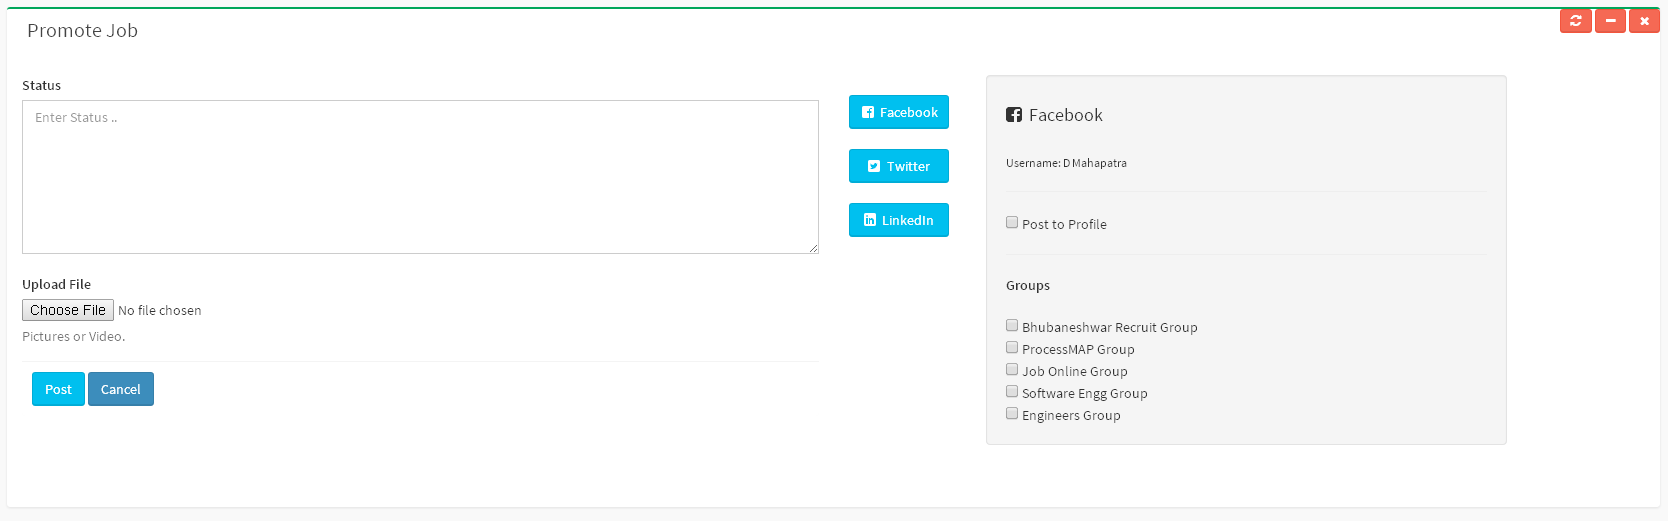 Promote Job
Status
Enter Status ..
Upload File
Choose File No file chosen
Pictures or Video.
Post Cancel
Facebook
Twitter
LinkedIn
Facebook
Username: D Mahapatra
Post to Profile
Groups
Bhubaneshwar Recruit Group
ProcessMAP Group
Job Online Group
Software Engg Group
Engineers Group